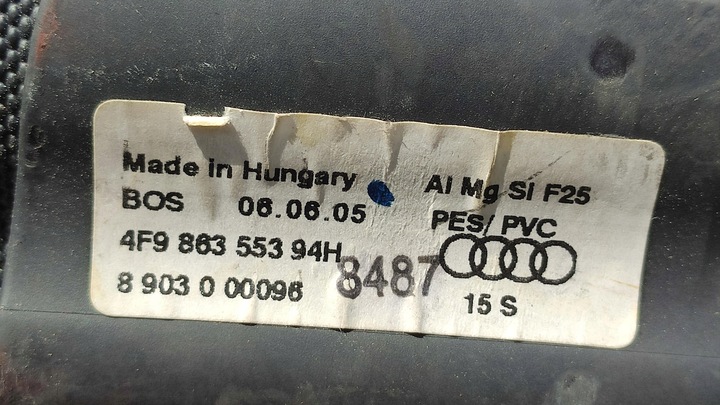 Made in Hungary
Al Mg Si F25
BOS 06.06.05
PES/ PVC
4F9 863 553 94H
8487
8 903 0 00096
15 S